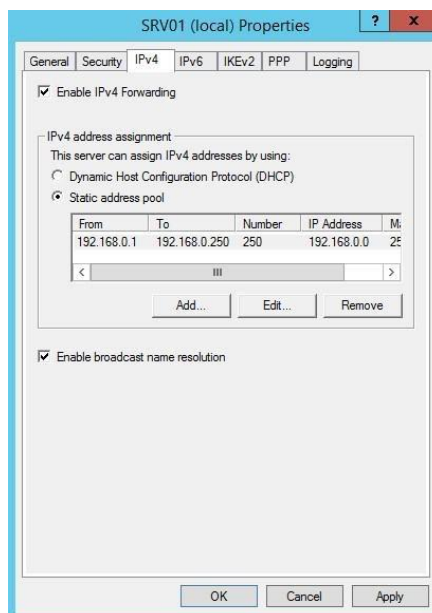 SRV01 (local) Properties
? x
General Security IPv4 IPv6 IKEv2 PPP Logging
Enable IPv4 Forwarding
IPv4 address assignment
This server can assign IPv4 addresses by using:
Dynamic Host Configuration Protocol (DHCP)
Static address pool
From To Number IP Address
192.168.0.1 192.168.0.250 250 192.168.0.0 25
Add... Edit... Remove
Enable broadcast name resolution
OK Cancel Apply